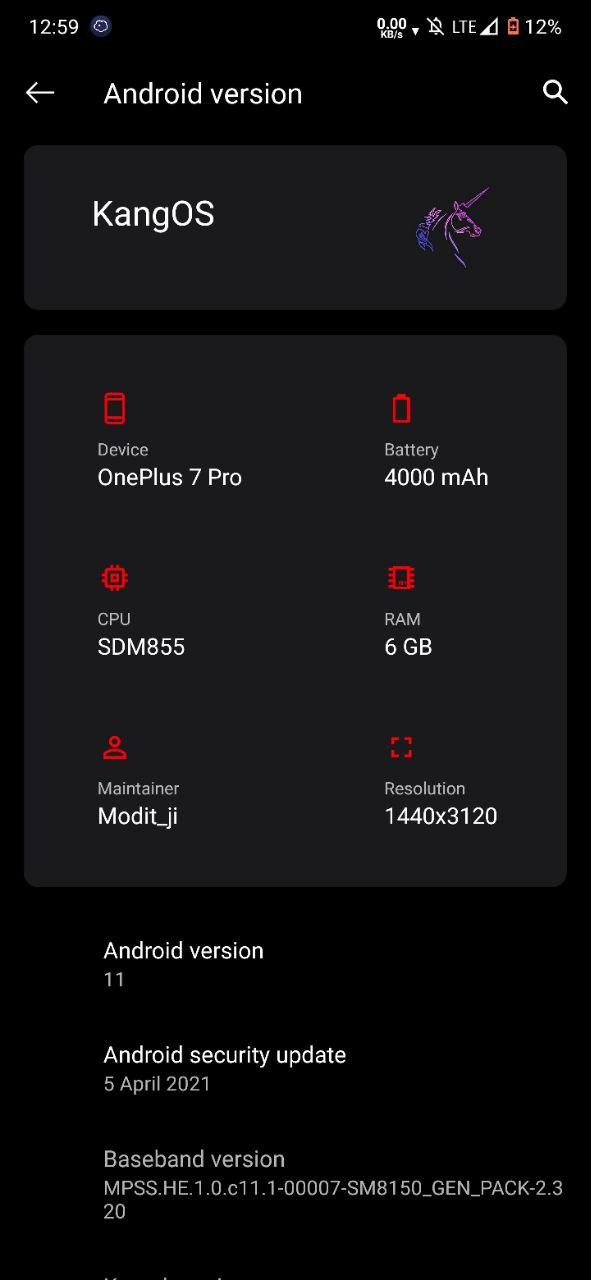 12:59 0.00 KB/s LTE 12%
Android version
KangOS
Device Battery
OnePlus 7 Pro 4000 mAh
CPU RAM
SDM855 6 GB
Maintainer Resolution
Modit_ji 1440x3120
Android version
11
Android security update
5 April 2021
Baseband version
MPSS.HE.1.0.c11.1-00007-SM8150_GEN_PACK-2.3
20